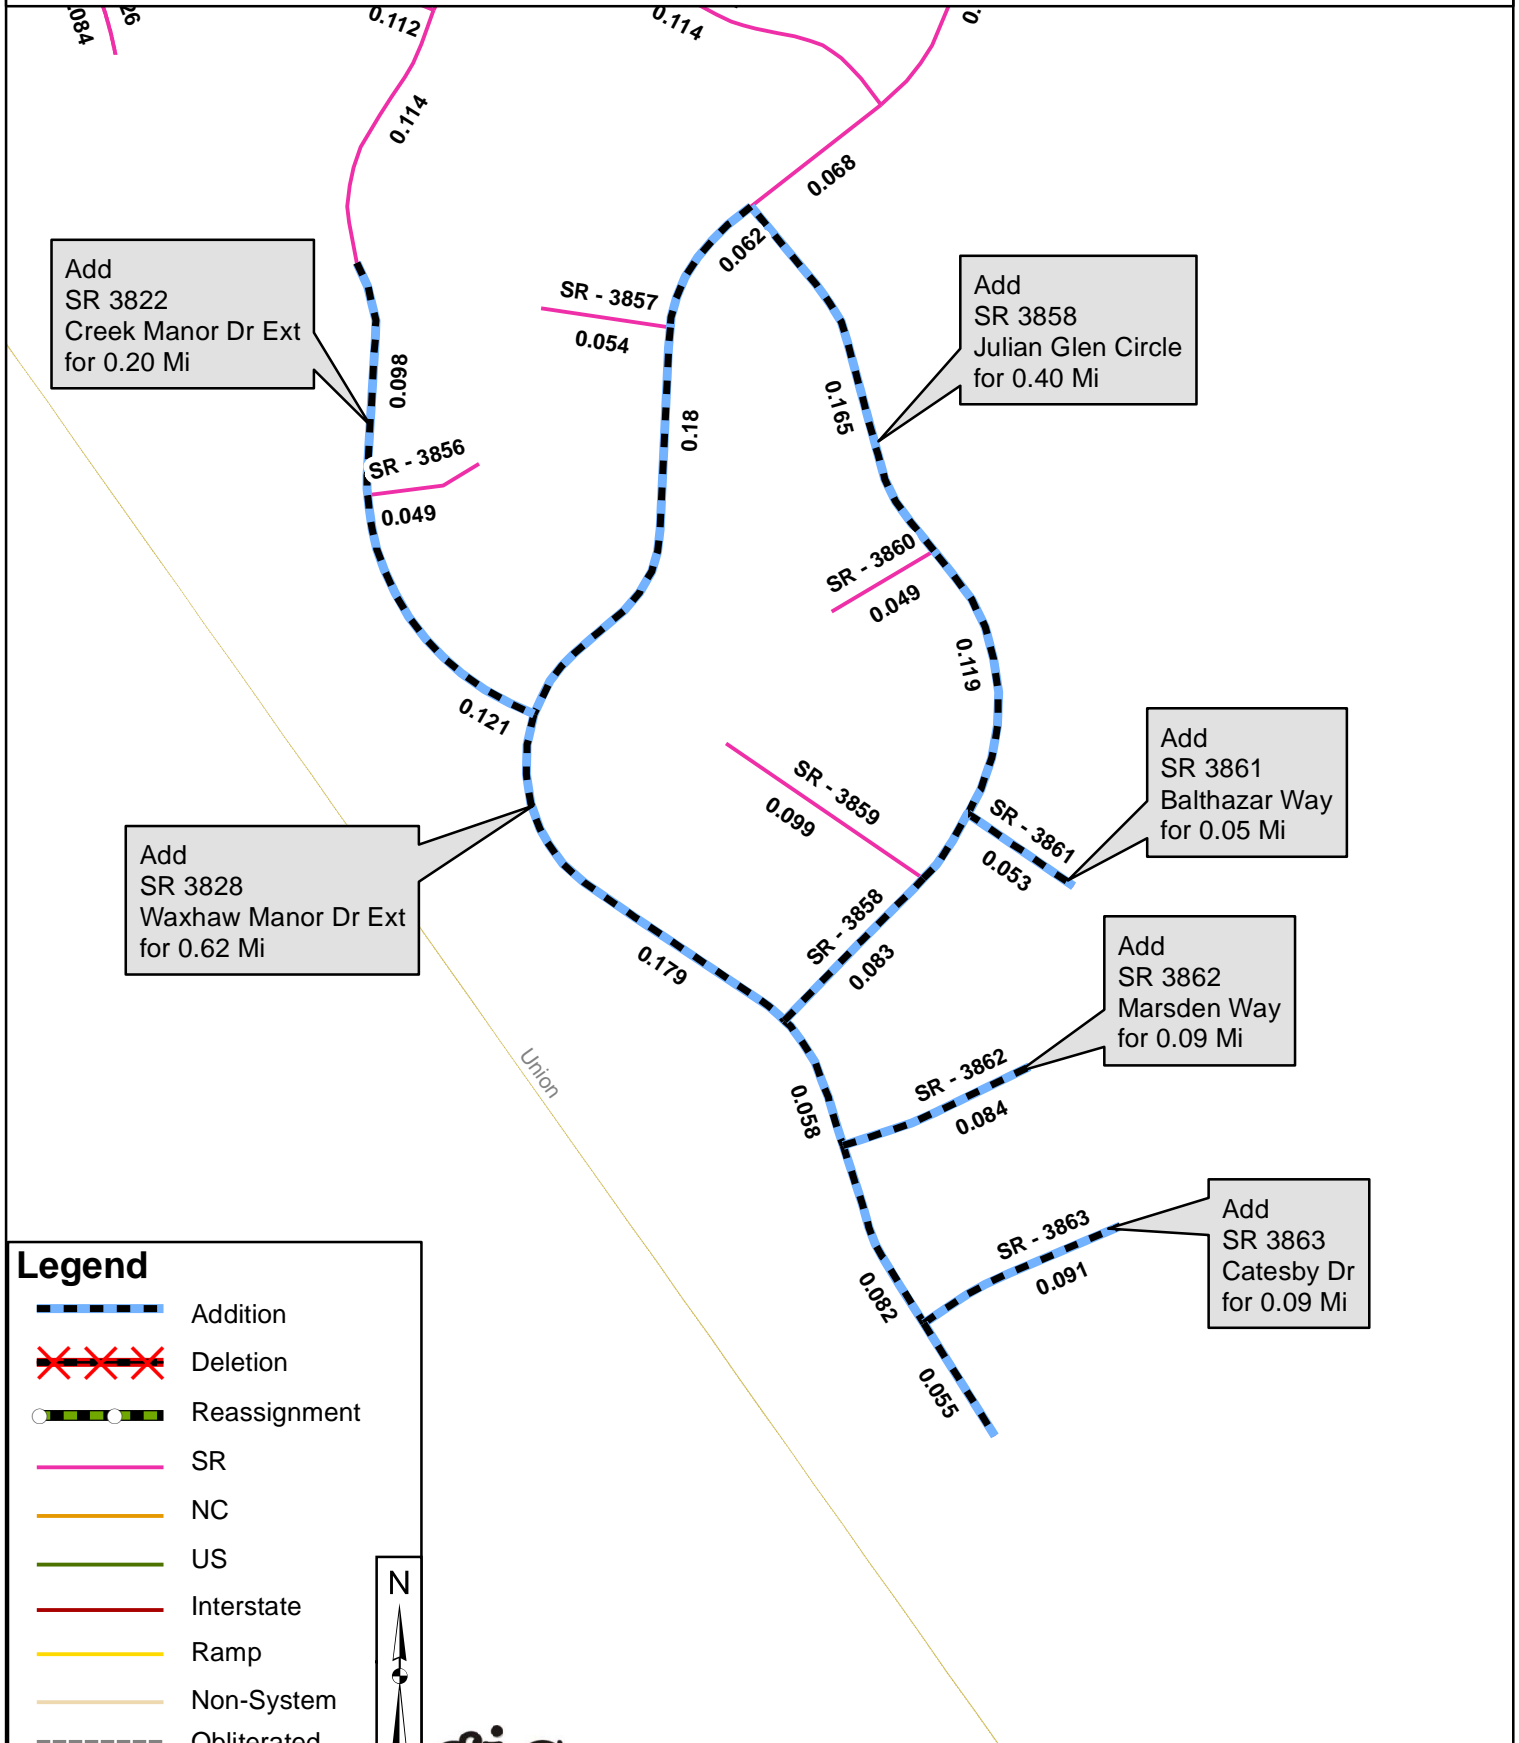 .084
26
0.112
0.114
0.
0.114
0.068
0.062
Add
SR 3822
Creek Manor Dr Ext
for 0.20 Mi
SR - 3857
0.054
Add
SR 3858
Julian Glen Circle
for 0.40 Mi
0.098
0.18
0.165
SR - 3856
0.049
SR - 3860
0.049
0.119
0.121
SR - 3859
0.099
Add
SR 3861
Balthazar Way
for 0.05 Mi
SR - 3861
0.053
Add
SR 3828
Waxhaw Manor Dr Ext
for 0.62 Mi
SR - 3858
0.083
0.179
Add
SR 3862
Marsden Way
for 0.09 Mi
Union
SR - 3862
0.084
0.058
SR - 3863
0.091
Add
SR 3863
Catesby Dr
for 0.09 Mi
0.082
0.055
Legend
Addition
Deletion
Reassignment
SR
NC
US
Interstate
Ramp
Non-System
Obliterated
N